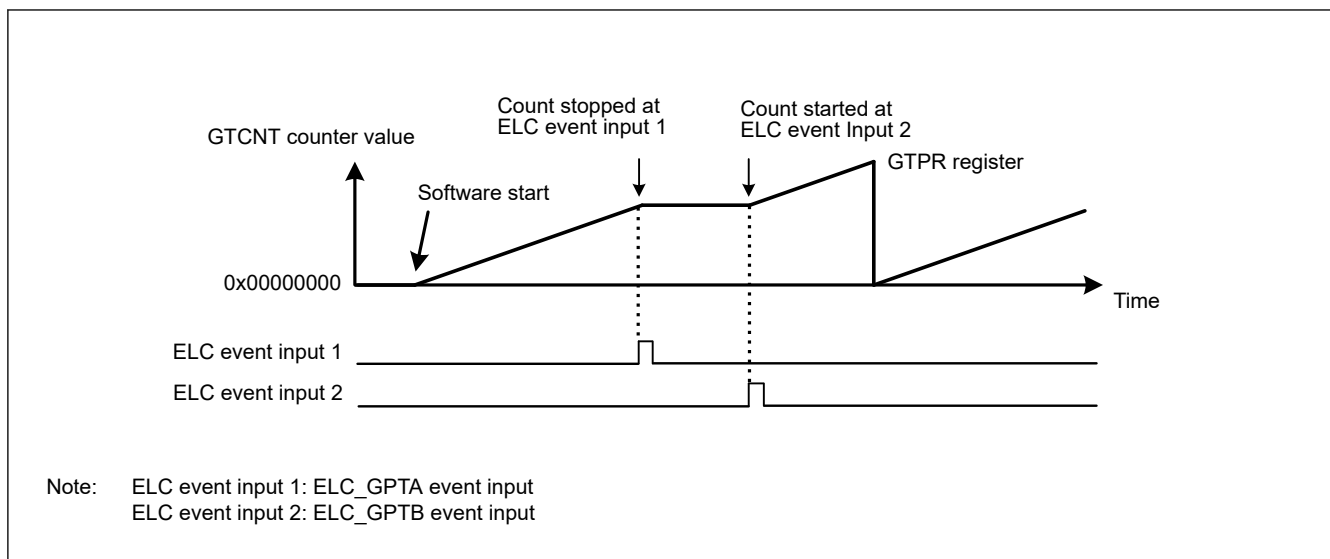 Count stopped at
ELC event input 1
Count started at
ELC event Input 2
GTCNT counter value
GTPR register
Software start
0x00000000
Time
ELC event input 1
ELC event input 2
Note: ELC event input 1: ELC_GPTA event input
ELC event input 2: ELC_GPTB event input